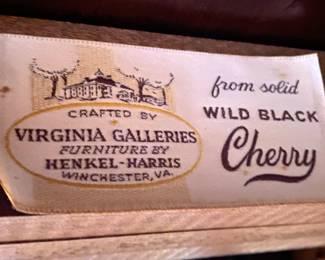 CRAFTED BY
VIRGINIA GALLERIES
FURNITURE BY
HENKEL-HARRIS
WINCHESTER, VA.
from solid
WILD BLACK
Cherry